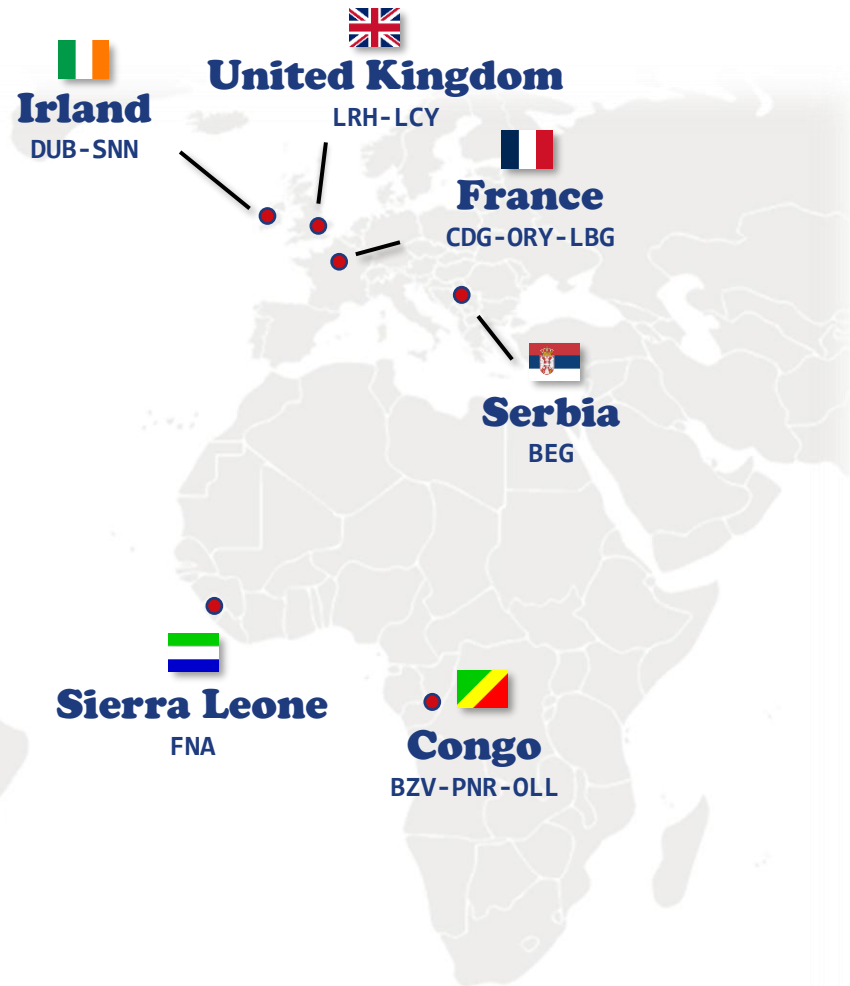 Irland
DUB-SNN
United Kingdom
LRH-LCY
France
CDG-ORY-LBG
Serbia
BEG
Sierra Leone
FNA
Congo
BZV-PNR-OLL